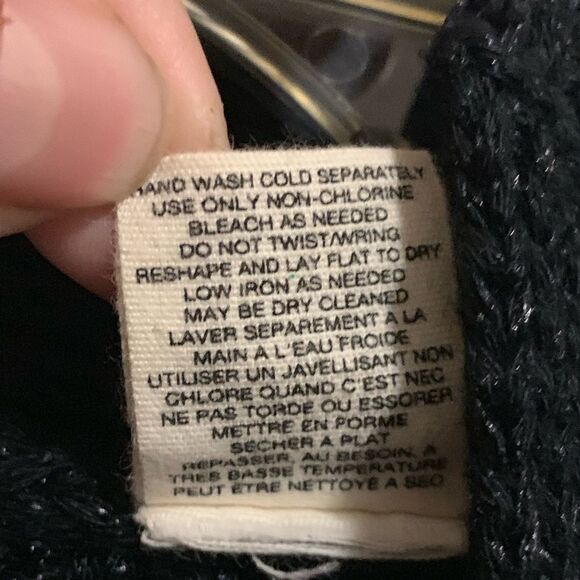 HAND WASH COLD SEPARATELY
USE ONLY NON-CHLORINE
BLEACH AS NEEDED
DO NOT TWIST/WRING
RESHAPE AND LAY FLAT TO DRY
LOW IRON AS NEEDED
MAY BE DRY CLEANED
LAVER SEPAREMENT A LA
MAIN A L'EAU FROIDE
UTILISER UN JAVELLISANT NON
CHLORE QUAND C'EST NEC
NE PAS TORDE OU ESSORER
METTRE EN FORME
SECHER A PLAT
REPASSER, AU BESOIN, A
THES BASSE TEMPERATURE
PEUT ETRE NETTOYE A SEC